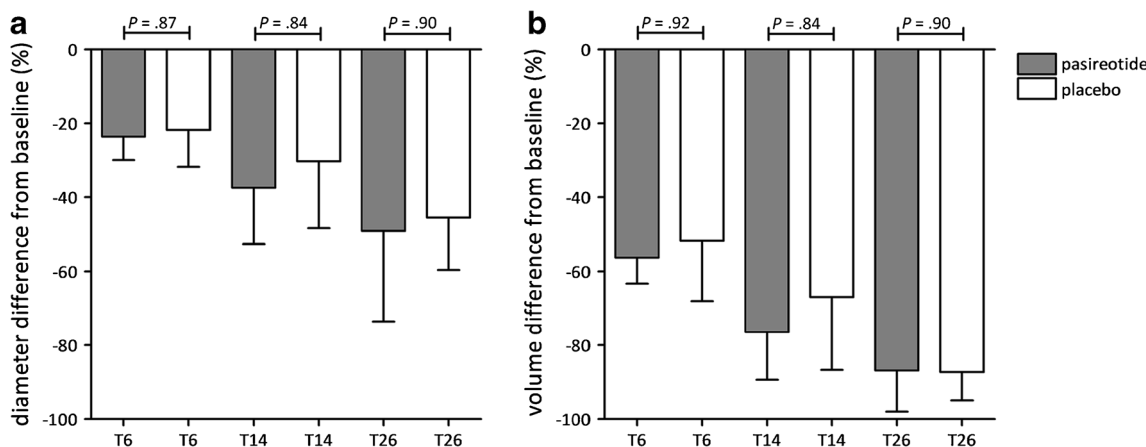 a
P = .87
P = .84
P = .90
diameter difference from baseline (%)
0
-20
-40
-60
-80
-100
T6
T6
T14
T14
T26
T26
b
P = .92
P = .84
P = .90
volume difference from baseline (%)
0
-20
-40
-60
-80
-100
T6
T6
T14
T14
T26
T26
pasireotide
placebo